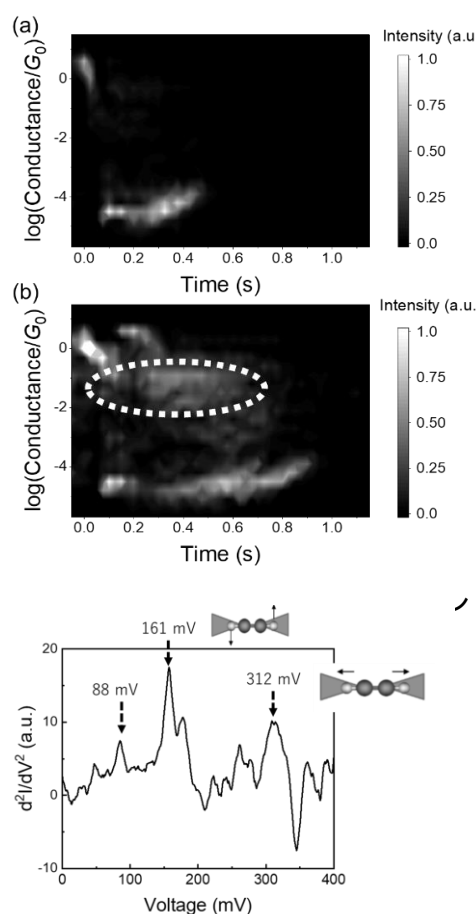 (a)
Intensity (a.u.
log(Conductance/G₀)
0
-2
-4
0.0 0.2 0.4 0.6 0.8 1.0
Time (s)
1.00
0.75
0.50
0.25
0.0
(b)
Intensity (a.u.
log(Conductance/G₀)
0
-2
-4
0.0 0.2 0.4 0.6 0.8 1.0
Time (s)
1.0
0.75
0.50
0.25
0.0
161 mV
88 mV
312 mV
d²I/dV² (a.u.)
20
10
0
-10
0 100 200 300 400
Voltage (mV)